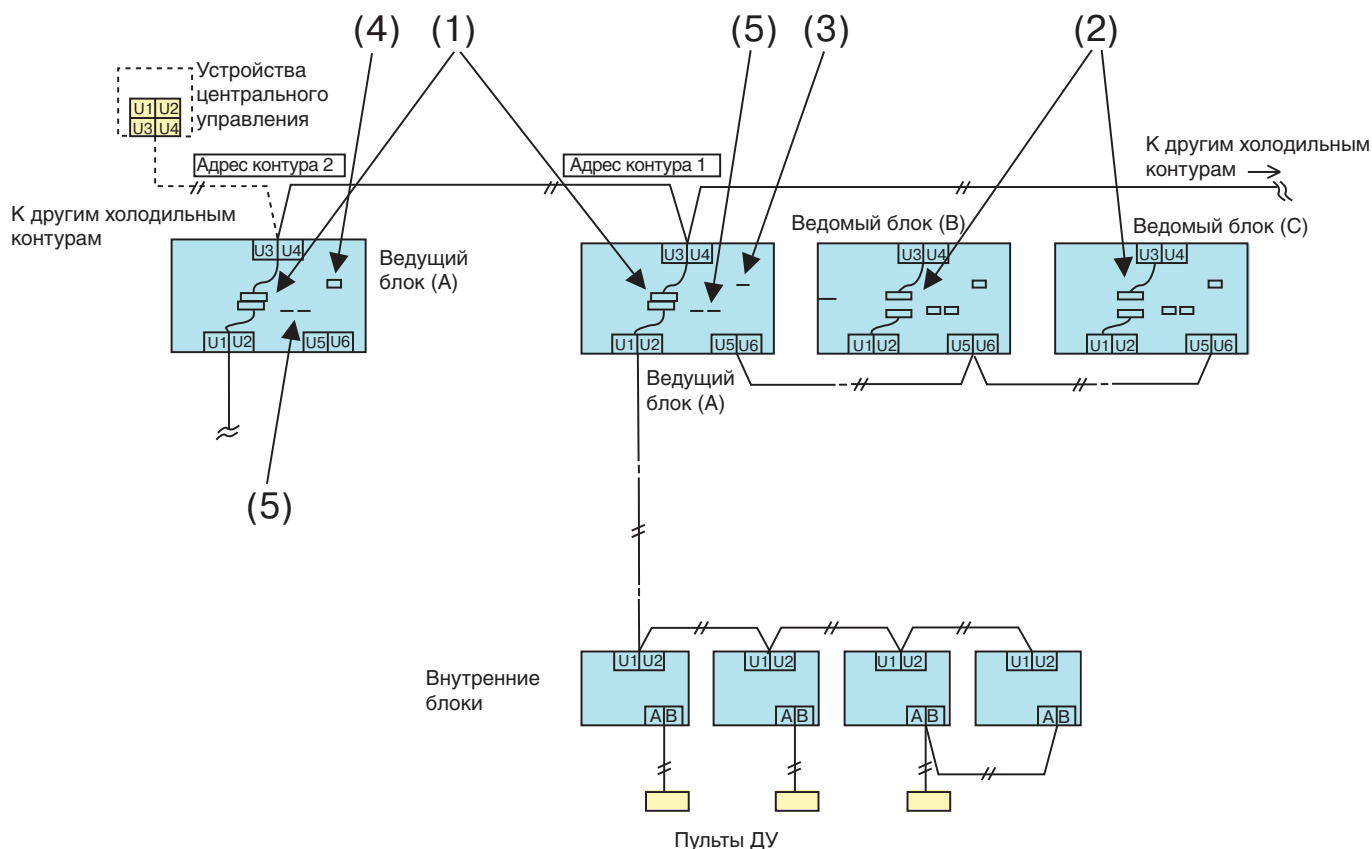 (4)
(1)
(5)
(3)
(2)
Устройства
центрального
управления
U1 U2
U3 U4
Адрес контура 2
Адрес контура 1
К другим холодильным
контурам
К другим холодильным
контурам
U3 U4
U1 U2
U5 U6
Ведущий
блок (A)
U3 U4
U1 U2
U5 U6
Ведущий
блок (A)
Ведомый блок (B)
U3 U4
U1 U2
U5 U6
Ведомый блок (C)
U3 U4
U1 U2
U5 U6
(5)
Внутренние
блоки
U1 U2
U1 U2
U1 U2
U1 U2
A B
A B
A B
A B
Пульты ДУ